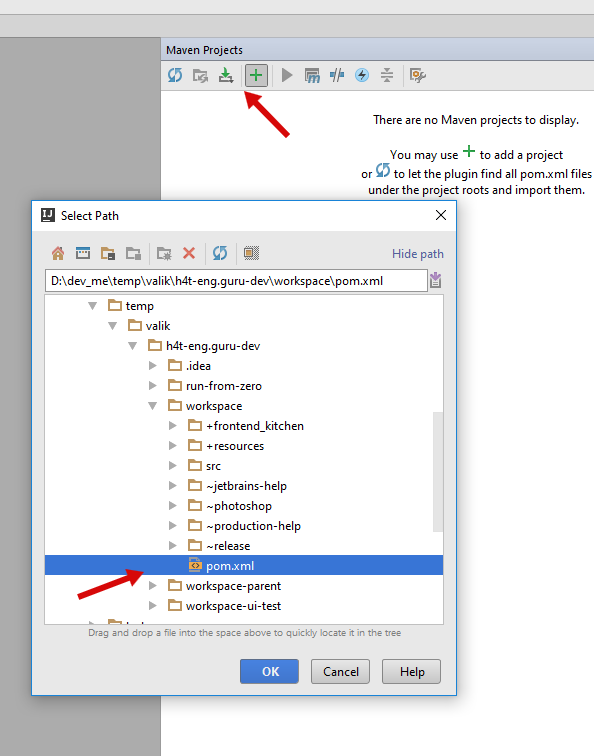 Maven Projects
There are no Maven projects to display.
You may use + to add a project
or to let the plugin find all pom.xml files
under the project roots and import them.
IJ Select Path
Hide path
D:\dev_me\temp\valik\h4t-eng.guru-dev\workspace\pom.xml
temp
valik
h4t-eng.guru-dev
.idea
run-from-zero
workspace
+frontend_kitchen
+resources
src
~jetbrains-help
~photoshop
~production-help
~release
pom.xml
workspace-parent
workspace-ui-test
Drag and drop a file into the space above to quickly locate it in the tree
OK Cancel Help